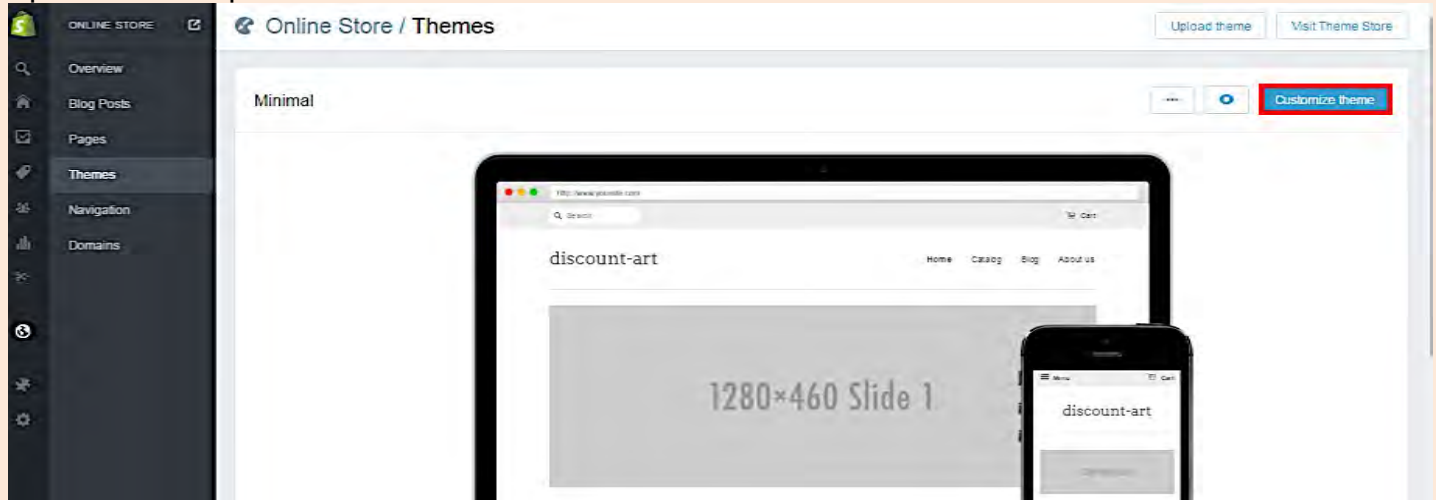 ONLINE STORE
Online Store / Themes
Upload theme
Visit Theme Store
Overview
Blog Posts
Pages
Themes
Navigation
Domains
Minimal
Customize theme
Search
Cart
discount-art
Home Catalog Blog About us
1280×460 Slide 1
Menu
Cart
discount-art